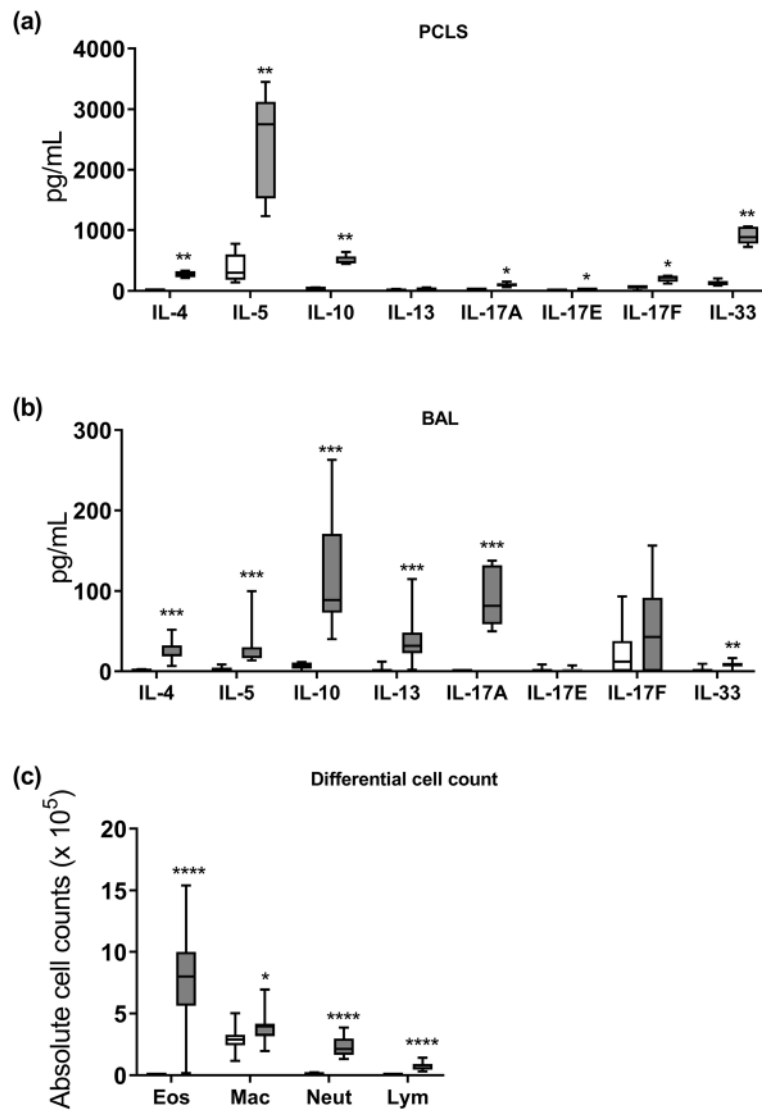 (a)
PCLS
pg/mL
4000
3000
2000
1000
0
** ** ** * * * **
IL-4 IL-5 IL-10 IL-13 IL-17A IL-17E IL-17F IL-33
(b)
BAL
pg/mL
300
200
100
0
*** *** *** *** *** **
IL-4 IL-5 IL-10 IL-13 IL-17A IL-17E IL-17F IL-33
(c)
Differential cell count
Absolute cell counts (x 10⁵)
20
15
10
5
0
**** * **** ****
Eos Mac Neut Lym